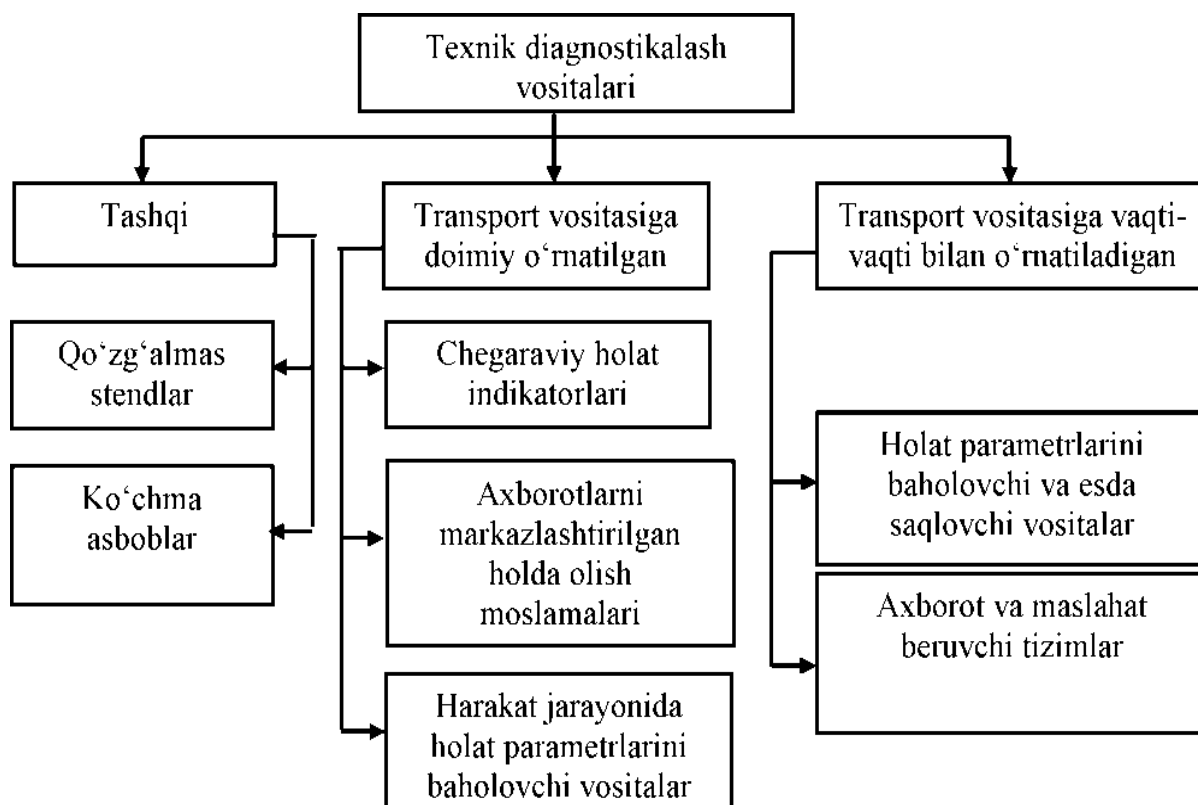 Texnik diagnostikalash
vositalari
Tashqi
Transport vositasiga
doimiy o‘rnatilgan
Transport vositasiga vaqti-
vaqti bilan o‘rnatiladigan
Qo‘zg‘almas
stendlar
Ko‘chma
asboblar
Chegaraviy holat
indikatorlari
Axborotlarni
markazlashtirilgan
holda olish
moslamalari
Harakat jarayonida
holat parametrlarini
baholovchi vositalar
Holat parametrlarini
baholovchi va esda
saqlovchi vositalar
Axborot va maslahat
beruvchi tizimlar